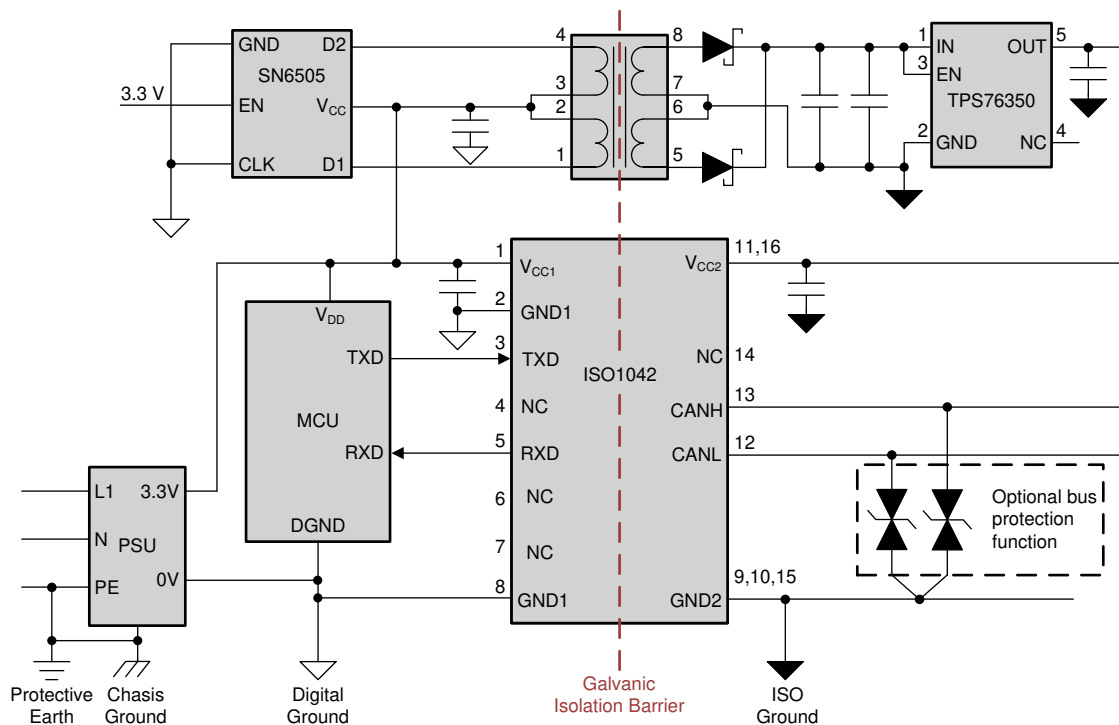 GND
D2
SN6505
3.3 V
EN
VCC
CLK
D1
4
3
2
1
8
7
6
5
1
3
2
IN
OUT
5
EN
TPS76350
GND
NC
4
1
VCC1
VCC2
11,16
2
GND1
VDD
3
TXD
TXD
NC
14
ISO1042
13
4
NC
CANH
MCU
5
RXD
RXD
CANL
12
6
NC
L1
3.3V
Optional bus
protection
function
DGND
N
PSU
7
NC
PE
0V
8
GND1
GND2
9,10,15
Protective
Earth
Chasis
Ground
Digital
Ground
Galvanic
Isolation Barrier
ISO
Ground